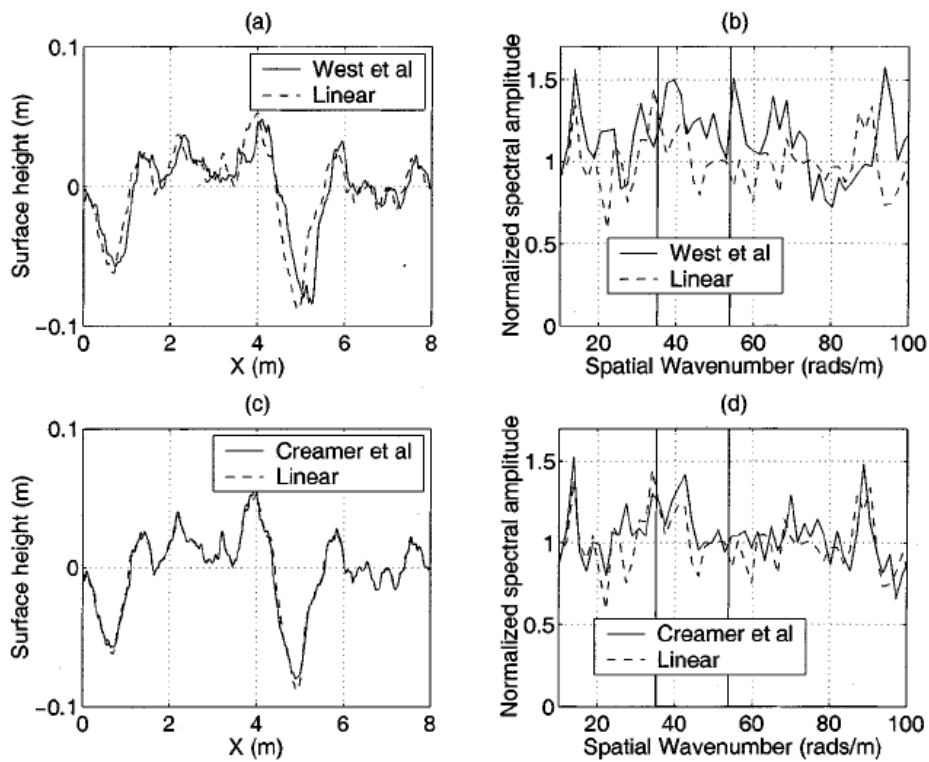 (a)
0.1
0
−0.1
Surface height (m)
West et al
Linear
0 2 4 6 8
X (m)
(b)
1.5
1
0.5
0
Normalized spectral amplitude
West et al
Linear
20 40 60 80 100
Spatial Wavenumber (rads/m)
(c)
0.1
0
−0.1
Surface height (m)
Creamer et al
Linear
0 2 4 6 8
X (m)
(d)
1.5
1
0.5
0
Normalized spectral amplitude
Creamer et al
Linear
20 40 60 80 100
Spatial Wavenumber (rads/m)